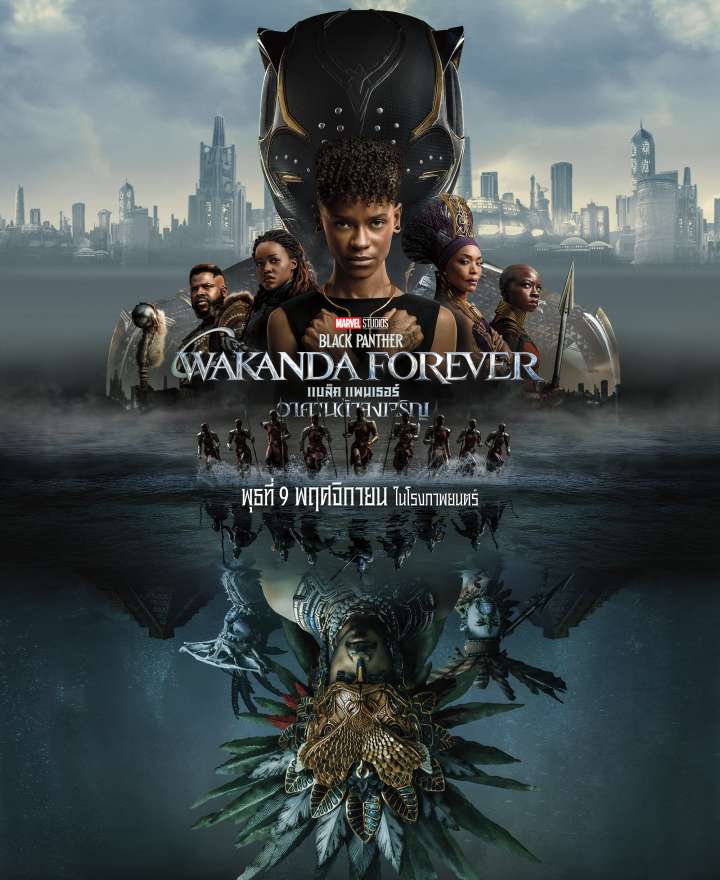 MARVEL STUDIOS
BLACK PANTHER
WAKANDA FOREVER
แบล็ค แพนเธอร์
วาคานด้าจงเจริญ
พุธที่ 9 พฤศจิกายน ในโรงภาพยนตร์